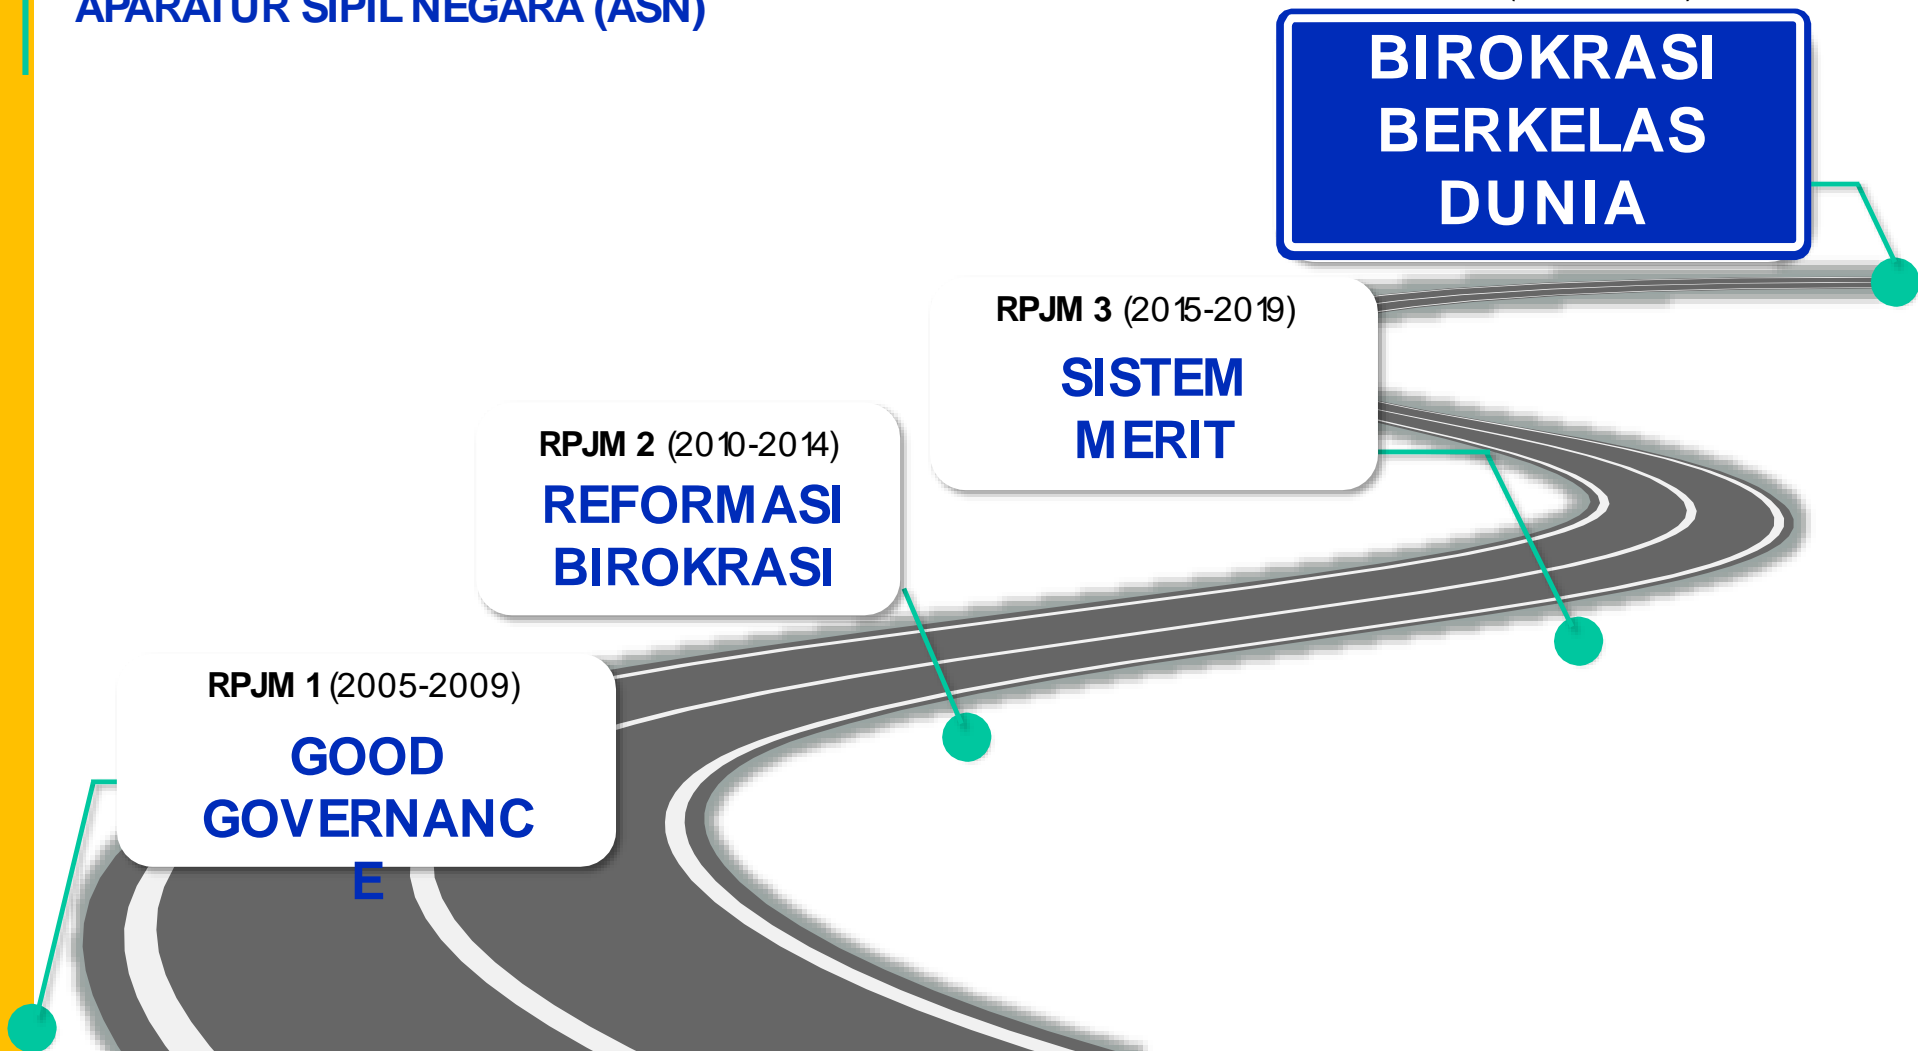 APARATUR SIPIL NEGARA (ASN)
BIROKRASI
BERKELAS
DUNIA
RPJM 3 (2015-2019)
SISTEM
MERIT
RPJM 2 (2010-2014)
REFORMASI
BIROKRASI
RPJM 1 (2005-2009)
GOOD
GOVERNANC
E